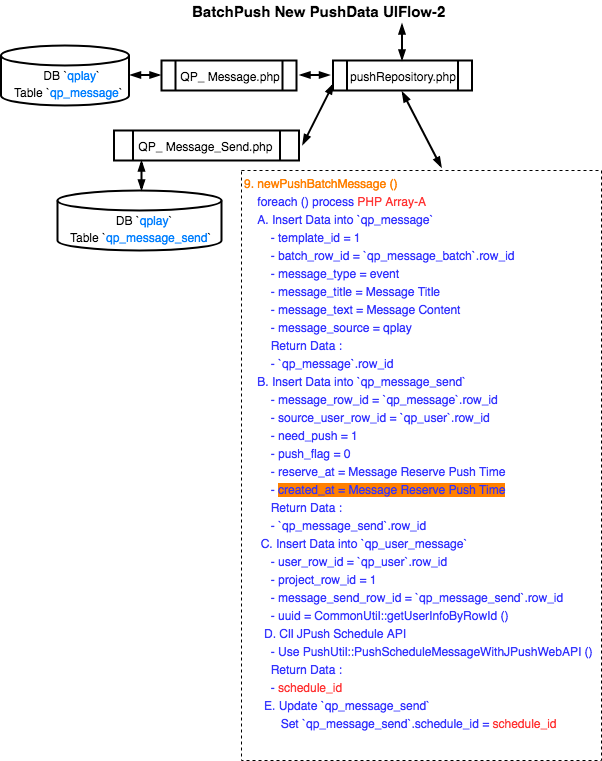 BatchPush New PushData UIFlow-2
DB `qplay`
Table `qp_message`
QP_ Message.php
pushRepository.php
QP_ Message_Send.php
DB `qplay`
Table `qp_message_send`
9. newPushBatchMessage ()
foreach () process PHP Array-A
A. Insert Data into `qp_message`
- template_id = 1
- batch_row_id = `qp_message_batch`.row_id
- message_type = event
- message_title = Message Title
- message_text = Message Content
- message_source = qplay
Return Data :
- `qp_message`.row_id
B. Insert Data into `qp_message_send`
- message_row_id = `qp_message`.row_id
- source_user_row_id = `qp_user`.row_id
- need_push = 1
- push_flag = 0
- reserve_at = Message Reserve Push Time
- created_at = Message Reserve Push Time
Return Data :
- `qp_message_send`.row_id
C. Insert Data into `qp_user_message`
- user_row_id = `qp_user`.row_id
- project_row_id = 1
- message_send_row_id = `qp_message_send`.row_id
- uuid = CommonUtil::getUserInfoByRowId ()
D. Cll JPush Schedule API
- Use PushUtil::PushScheduleMessageWithJPushWebAPI ()
Return Data :
- schedule_id
E. Update `qp_message_send`
Set `qp_message_send`.schedule_id = schedule_id